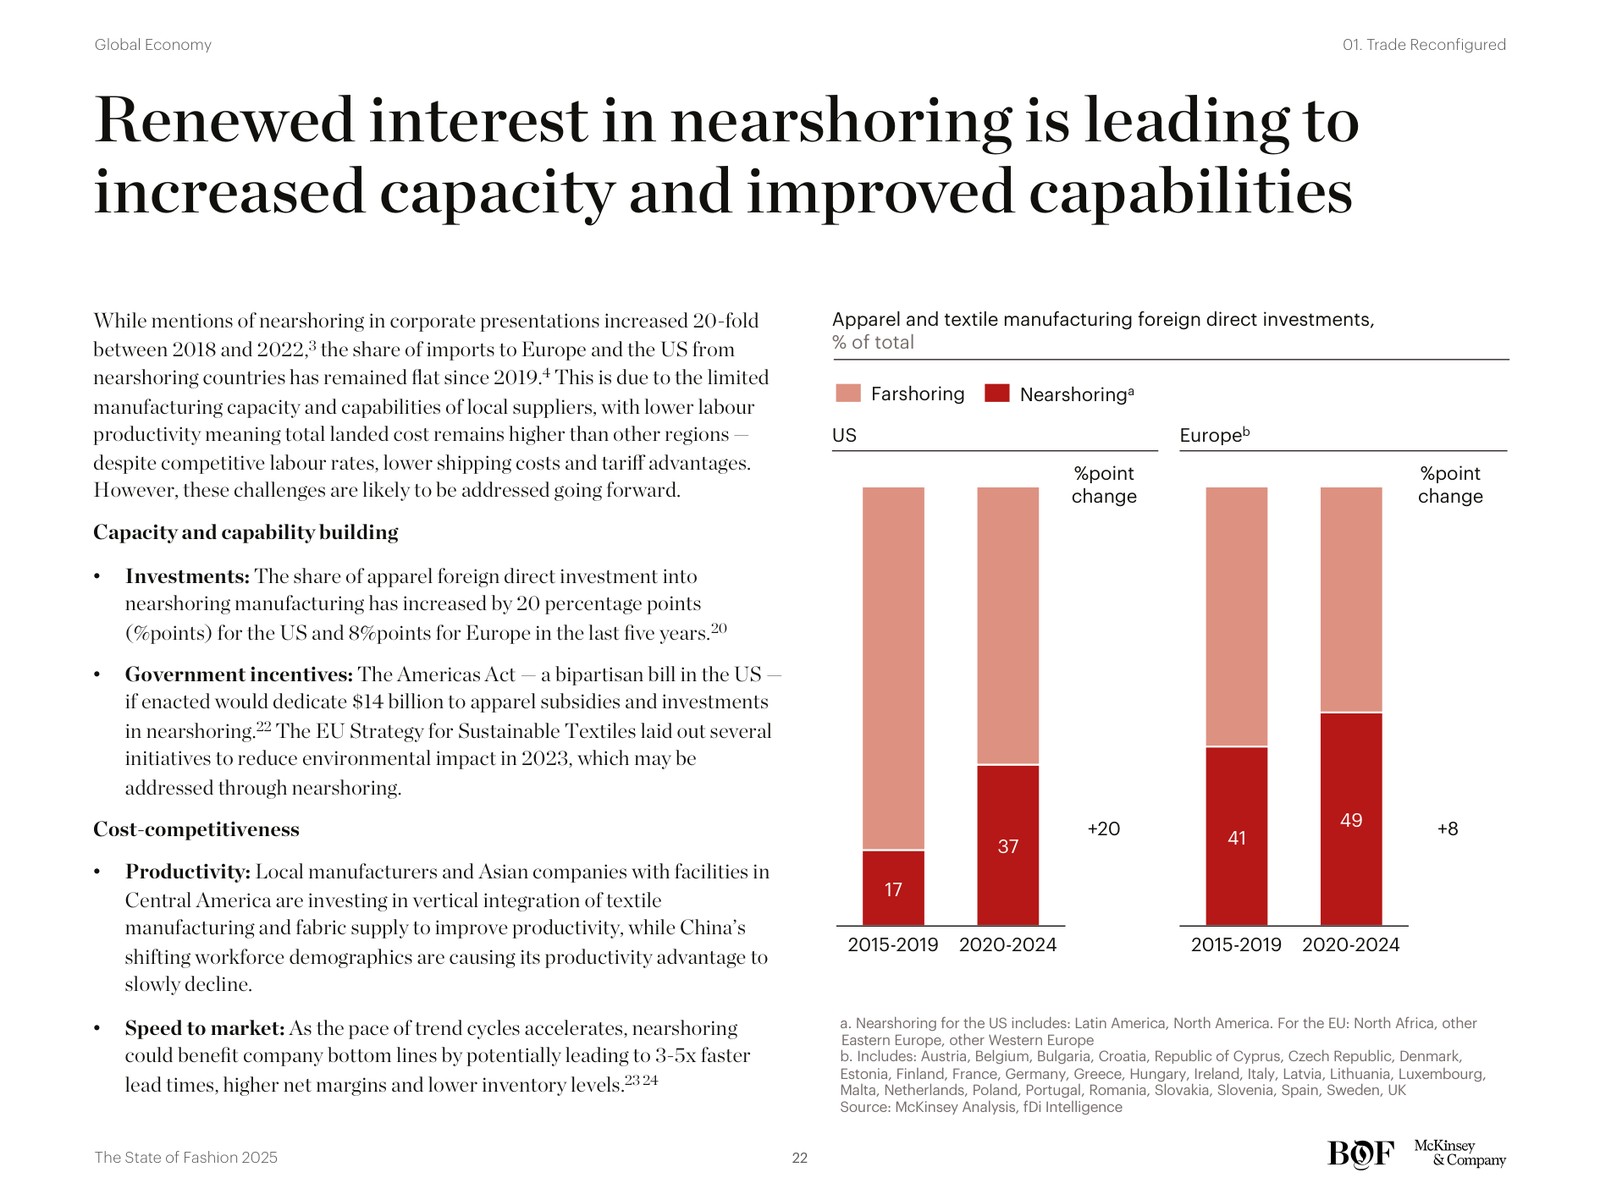 Global Economy
01. Trade Reconfigured
Renewed interest in nearshoring is leading to
increased capacity and improved capabilities
While mentions of nearshoring in corporate presentations increased 20-fold
between 2018 and 2022,³ the share of imports to Europe and the US from
nearshoring countries has remained flat since 2019.⁴ This is due to the limited
manufacturing capacity and capabilities of local suppliers, with lower labour
productivity meaning total landed cost remains higher than other regions —
despite competitive labour rates, lower shipping costs and tariff advantages.
However, these challenges are likely to be addressed going forward.
Capacity and capability building
• Investments: The share of apparel foreign direct investment into
nearshoring manufacturing has increased by 20 percentage points
(%points) for the US and 8%points for Europe in the last five years.²⁰
• Government incentives: The Americas Act — a bipartisan bill in the US —
if enacted would dedicate $14 billion to apparel subsidies and investments
in nearshoring.²² The EU Strategy for Sustainable Textiles laid out several
initiatives to reduce environmental impact in 2023, which may be
addressed through nearshoring.
Cost-competitiveness
• Productivity: Local manufacturers and Asian companies with facilities in
Central America are investing in vertical integration of textile
manufacturing and fabric supply to improve productivity, while China's
shifting workforce demographics are causing its productivity advantage to
slowly decline.
• Speed to market: As the pace of trend cycles accelerates, nearshoring
could benefit company bottom lines by potentially leading to 3-5x faster
lead times, higher net margins and lower inventory levels.²³ ²⁴
Apparel and textile manufacturing foreign direct investments,
% of total
Farshoring
Nearshoringᵃ
US
%point
change
17
37
+20
2015-2019
2020-2024
Europeᵇ
%point
change
41
49
+8
2015-2019
2020-2024
a. Nearshoring for the US includes: Latin America, North America. For the EU: North Africa, other
Eastern Europe, other Western Europe
b. Includes: Austria, Belgium, Bulgaria, Croatia, Republic of Cyprus, Czech Republic, Denmark,
Estonia, Finland, France, Germany, Greece, Hungary, Ireland, Italy, Latvia, Lithuania, Luxembourg,
Malta, Netherlands, Poland, Portugal, Romania, Slovakia, Slovenia, Spain, Sweden, UK
Source: McKinsey Analysis, fDi Intelligence
The State of Fashion 2025
22
BOF
McKinsey
& Company